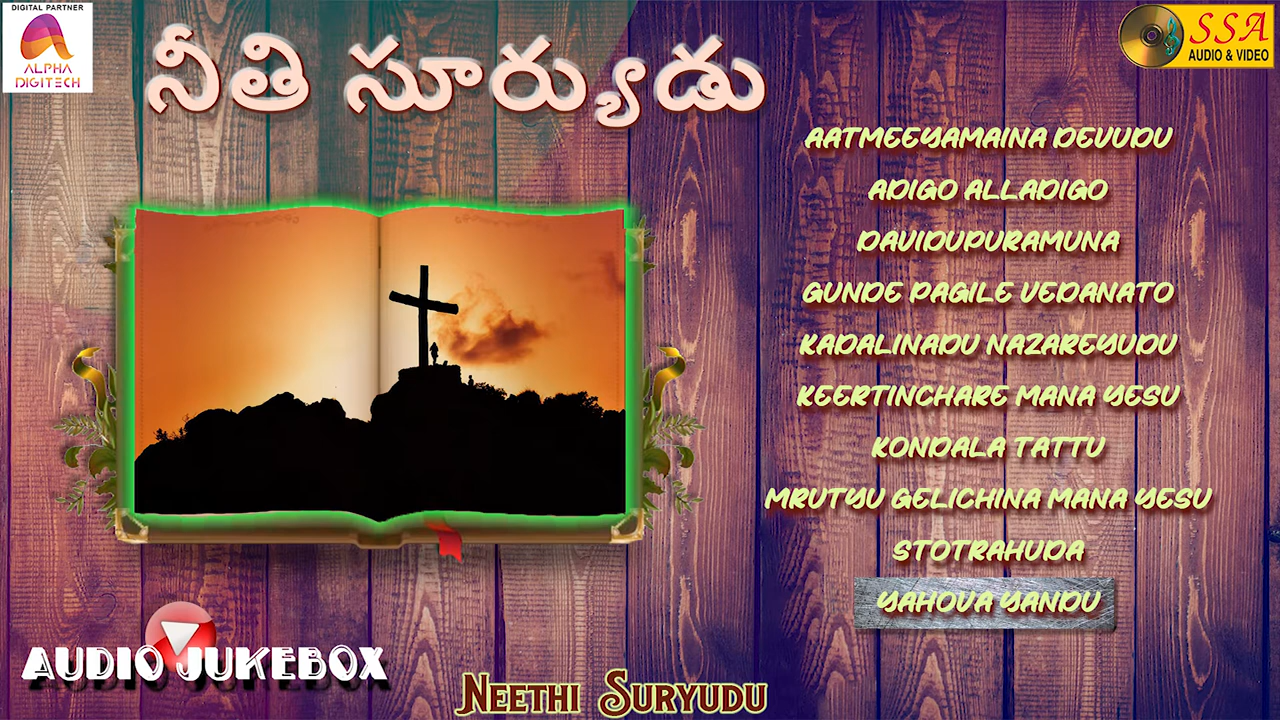 DIGITAL PARTNER
ALPHA
DIGITECH
నీతి సూర్యుడు
SSA
AUDIO & VIDEO
AATMEEYAMAINA DEVUDU
ADIGO ALLADIGO
DAVIDUPURAMUNA
GUNDE PAGILE VEDANATO
KADALINADU NAZAREYUDU
KEERTINCHARE MANA YESU
KONDALA TATTU
MRUTYU GELICHINA MANA YESU
STOTRAHUDA
YAHOVA YANDU
AUDIO JUKEBOX
NEETHI SURYUDU